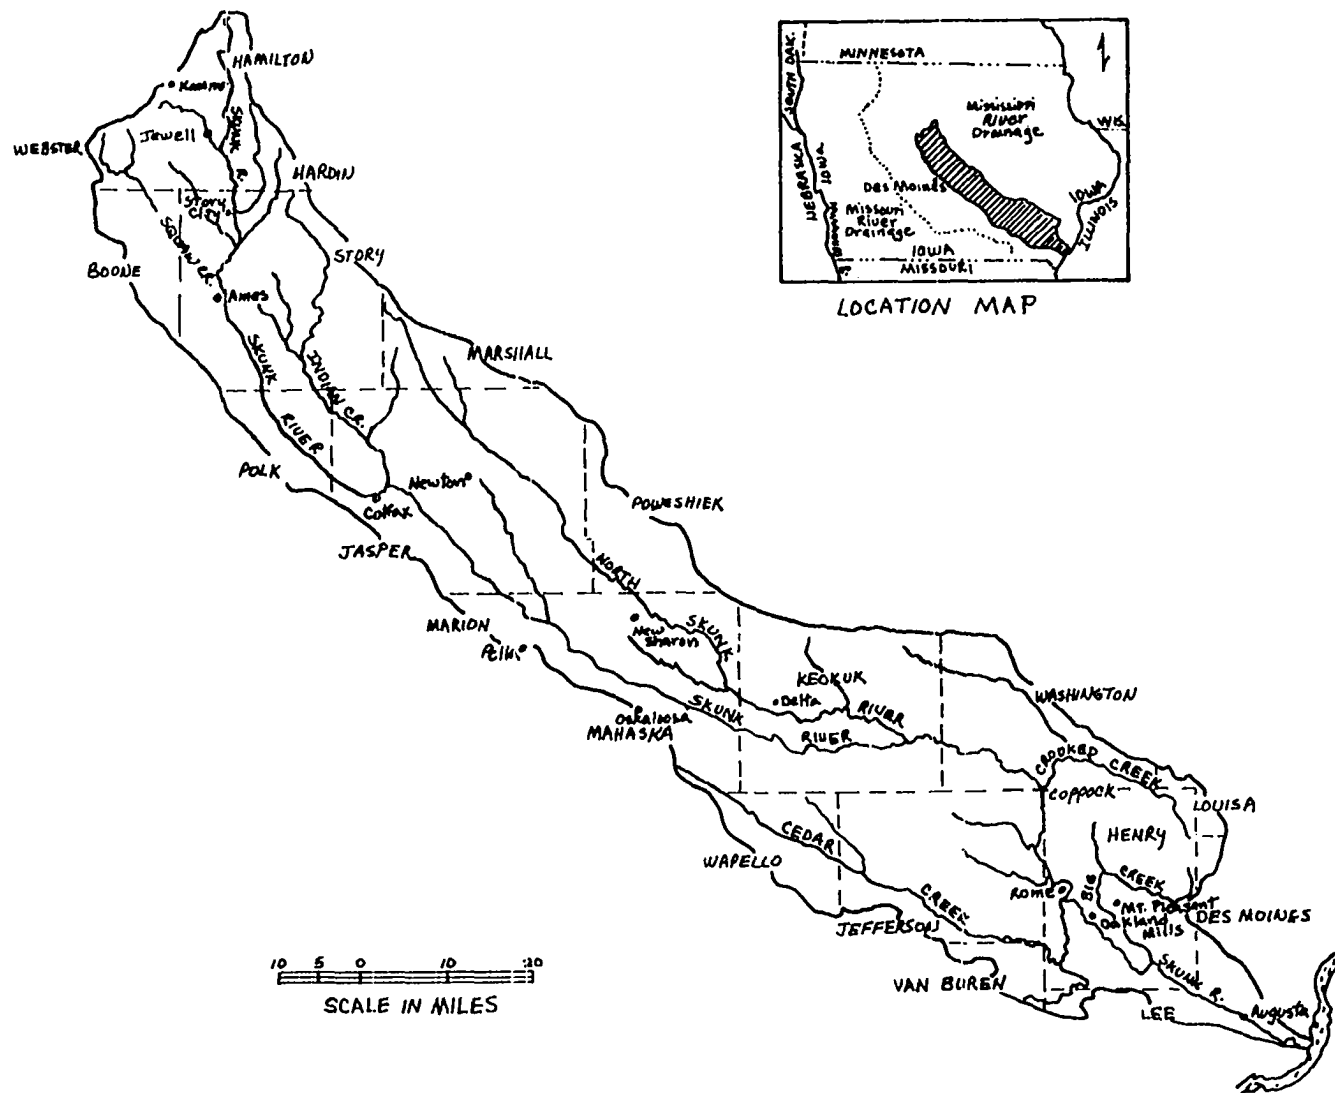 HAMILTON
Kamrar
Jewell
SKUNK
R.
WEBSTER
HARDIN
Story
City
SQUAW CR.
STORY
BOONE
Ames
SKUNK
RIVER
INDIAN CR.
MARSHALL
POLK
Newton
Colfax
POWESHIEK
JASPER
NORTH
SKUNK
RIVER
MARION
New
Sharon
Pella
KEOKUK
Delta
WASHINGTON
SKUNK
RIVER
Oskaloosa
MAHASKA
CROOKED CREEK
COPPOCK
LOUISA
CEDAR
CREEK
HENRY
WAPELLO
Rome
BIG
CREEK
Mt. Pleasant
Oakland
Mills
DES MOINES
JEFFERSON
SKUNK R.
VAN BUREN
LEE
Augusta
10 5 0 10 20
SCALE IN MILES
SOUTH DAK.
MINNESOTA
Mississippi
River
Drainage
WIS.
NEBRASKA
IOWA
Des Moines
Missouri
River
Drainage
IOWA
ILLINOIS
IOWA
MISSOURI
LOCATION MAP